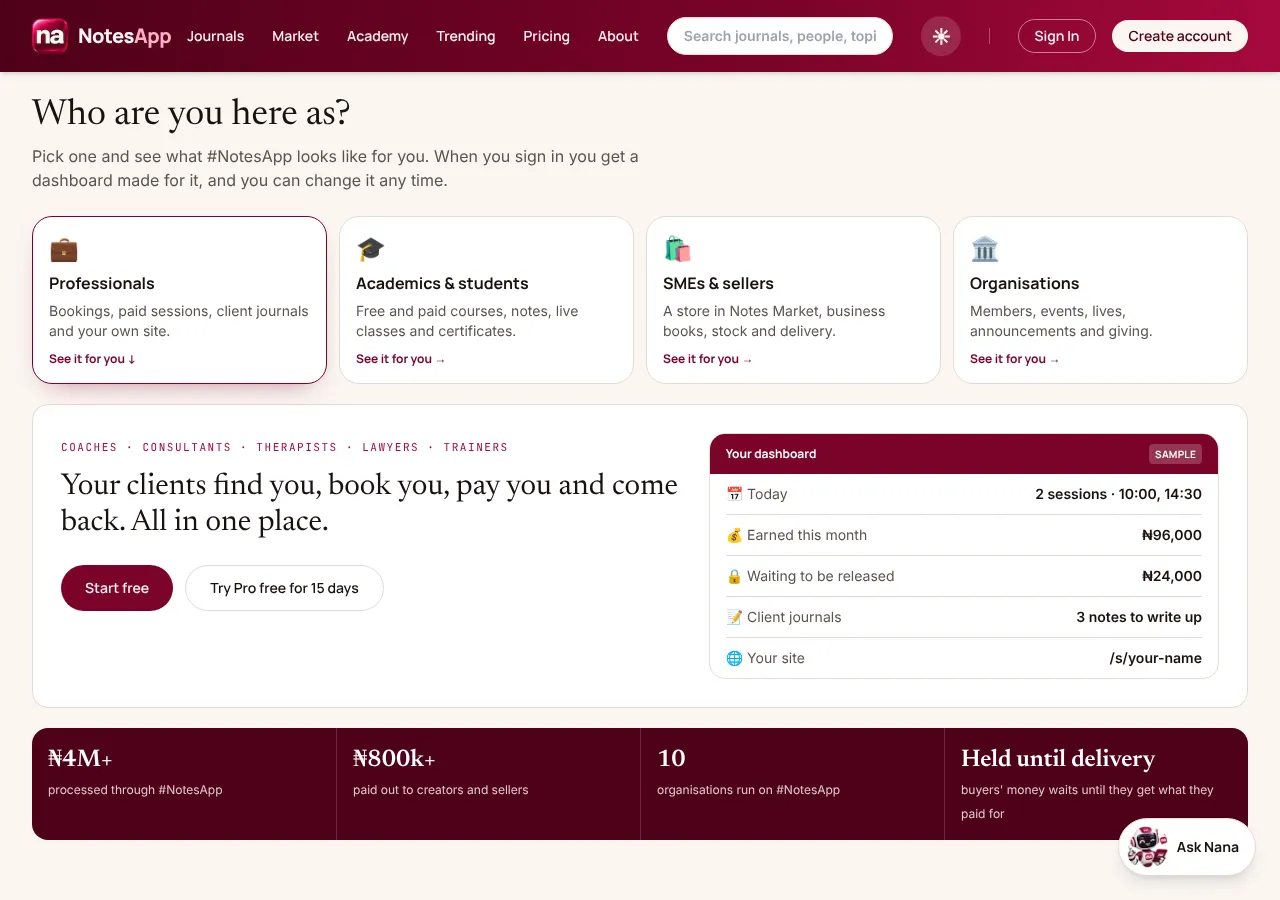 na NotesApp Journals Market Academy Trending Pricing About Search journals, people, topi Sign In Create account
Who are you here as?
Pick one and see what #NotesApp looks like for you. When you sign in you get a
dashboard made for it, and you can change it any time.
Professionals
Bookings, paid sessions, client journals
and your own site.
See it for you ↓
Academics & students
Free and paid courses, notes, live
classes and certificates.
See it for you →
SMEs & sellers
A store in Notes Market, business
books, stock and delivery.
See it for you →
Organisations
Members, events, lives,
announcements and giving.
See it for you →
COACHES · CONSULTANTS · THERAPISTS · LAWYERS · TRAINERS
Your clients find you, book you, pay you and come
back. All in one place.
Start free Try Pro free for 15 days
Your dashboard SAMPLE
Today 2 sessions · 10:00, 14:30
Earned this month ₦96,000
Waiting to be released ₦24,000
Client journals 3 notes to write up
Your site /s/your-name
₦4M+
processed through #NotesApp
₦800k+
paid out to creators and sellers
10
organisations run on #NotesApp
Held until delivery
buyers' money waits until they get what they
paid for
Ask Nana